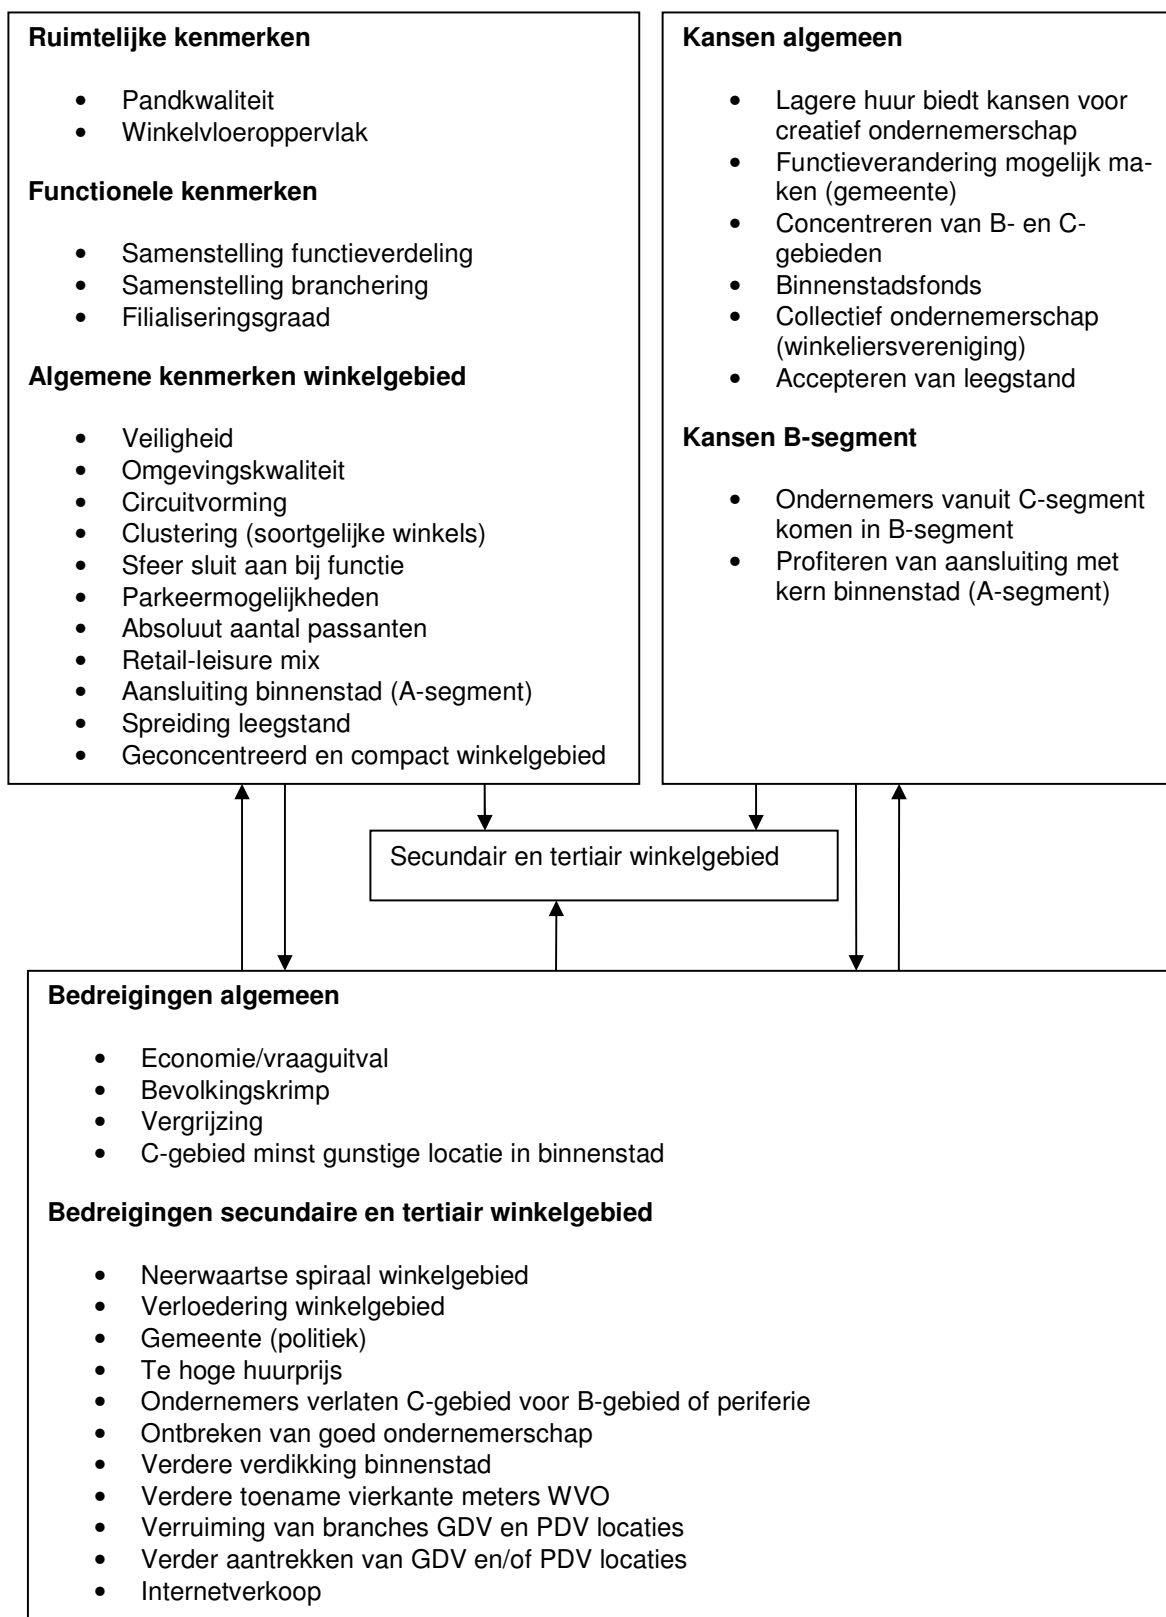 Ruimtelijke kenmerken
• Pandkwaliteit
• Winkelvloeroppervlak
Functionele kenmerken
• Samenstelling functieverdeling
• Samenstelling branchering
• Filialiseringsgraad
Algemene kenmerken winkelgebied
• Veiligheid
• Omgevingskwaliteit
• Circuitvorming
• Clustering (soortgelijke winkels)
• Sfeer sluit aan bij functie
• Parkeermogelijkheden
• Absoluut aantal passanten
• Retail-leisure mix
• Aansluiting binnenstad (A-segment)
• Spreiding leegstand
• Geconcentreerd en compact winkelgebied
Kansen algemeen
• Lagere huur biedt kansen voor
creatief ondernemerschap
• Functieverandering mogelijk ma-
ken (gemeente)
• Concentreren van B- en C-
gebieden
• Binnenstadsfonds
• Collectief ondernemerschap
(winkeliersvereniging)
• Accepteren van leegstand
Kansen B-segment
• Ondernemers vanuit C-segment
komen in B-segment
• Profiteren van aansluiting met
kern binnenstad (A-segment)
Secundair en tertiair winkelgebied
Bedreigingen algemeen
• Economie/vraaguitval
• Bevolkingskrimp
• Vergrijzing
• C-gebied minst gunstige locatie in binnenstad
Bedreigingen secundaire en tertiair winkelgebied
• Neerwaartse spiraal winkelgebied
• Verloedering winkelgebied
• Gemeente (politiek)
• Te hoge huurprijs
• Ondernemers verlaten C-gebied voor B-gebied of periferie
• Ontbreken van goed ondernemerschap
• Verdere verdikking binnenstad
• Verdere toename vierkante meters WVO
• Verruiming van branches GDV en PDV locaties
• Verder aantrekken van GDV en/of PDV locaties
• Internetverkoop